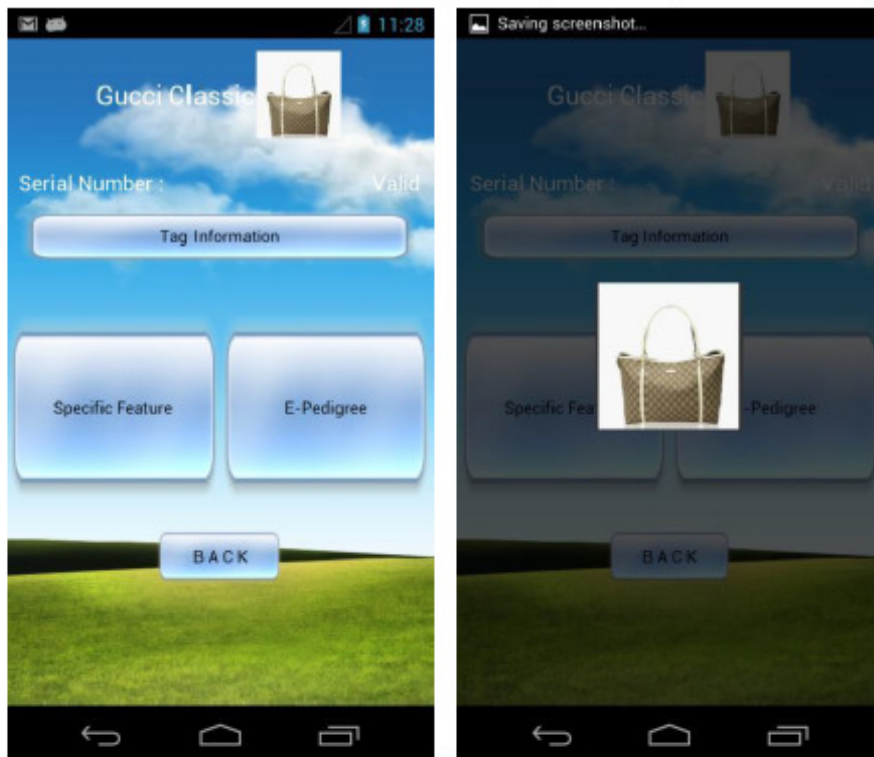 11:28
Gucci Classic
Serial Number : Valid
Tag Information
Specific Feature E-Pedigree
BACK
Saving screenshot...
Gucci Classic
Serial Number : Valid
Tag Information
Specific Fea -Pedigree
BACK